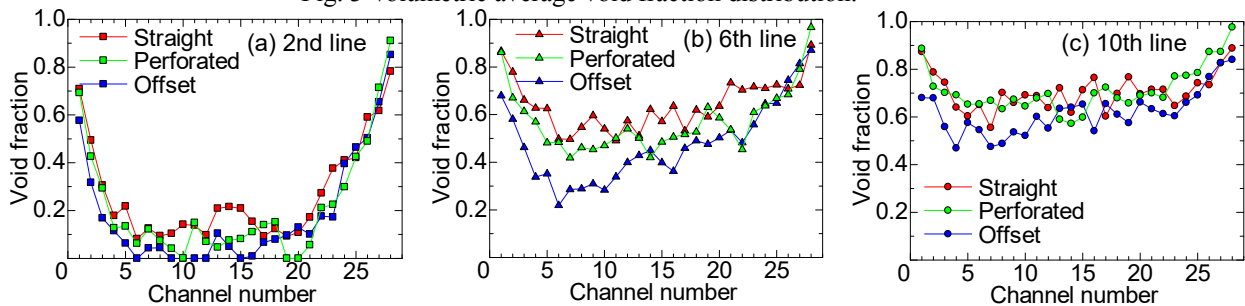 Fig. 3 Volumetric average void fraction distribution.
1.0
0.8
0.6
0.4
0.2
0
5
10
15
20
25
Void fraction
Channel number
(a) 2nd line
Straight
Perforated
Offset
1.0
0.8
0.6
0.4
0.2
0
5
10
15
20
25
Void fraction
Channel number
(b) 6th line
Straight
Perforated
Offset
1.0
0.8
0.6
0.4
0.2
0
5
10
15
20
25
Void fraction
Channel number
(c) 10th line
Straight
Perforated
Offset